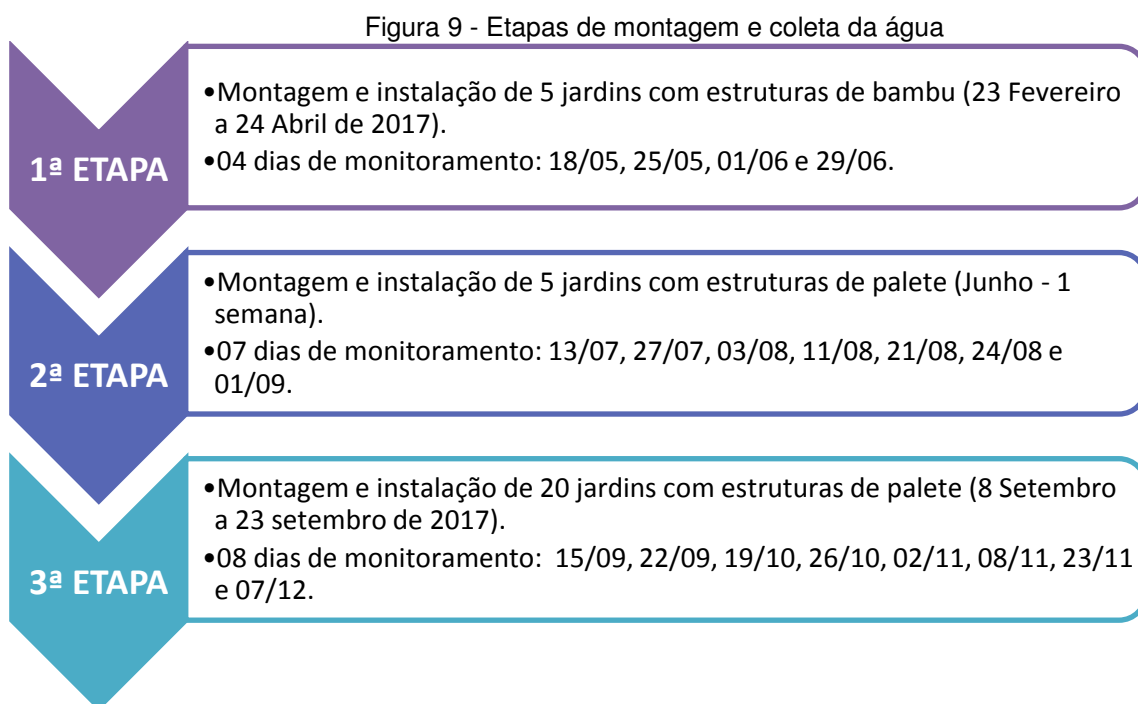 Figura 9 - Etapas de montagem e coleta da água
1ª ETAPA
•Montagem e instalação de 5 jardins com estruturas de bambu (23 Fevereiro
a 24 Abril de 2017).
•04 dias de monitoramento: 18/05, 25/05, 01/06 e 29/06.
2ª ETAPA
•Montagem e instalação de 5 jardins com estruturas de palete (Junho - 1
semana).
•07 dias de monitoramento: 13/07, 27/07, 03/08, 11/08, 21/08, 24/08 e
01/09.
3ª ETAPA
•Montagem e instalação de 20 jardins com estruturas de palete (8 Setembro
a 23 setembro de 2017).
•08 dias de monitoramento: 15/09, 22/09, 19/10, 26/10, 02/11, 08/11, 23/11
e 07/12.